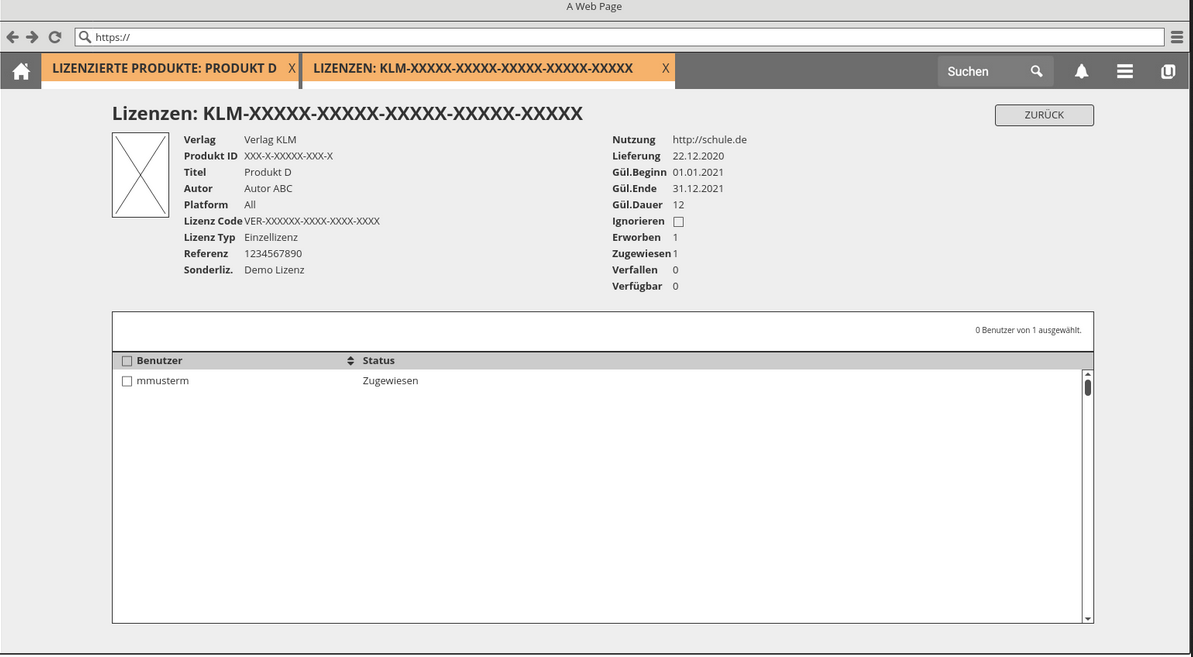 A Web Page
https://
LIZENZIERTE PRODUKTE: PRODUKT D X LIZENZEN: KLM-XXXXX-XXXXX-XXXXX-XXXXX-XXXXX X Suchen
Lizenzen: KLM-XXXXX-XXXXX-XXXXX-XXXXX-XXXXX
ZURÜCK
Verlag Verlag KLM
Produkt ID XXX-X-XXXXX-XXX-X
Titel Produkt D
Autor Autor ABC
Platform All
Lizenz Code VER-XXXXXX-XXXX-XXXX-XXXX
Lizenz Typ Einzellizenz
Referenz 1234567890
Sonderliz. Demo Lizenz
Nutzung http://schule.de
Lieferung 22.12.2020
Gül.Beginn 01.01.2021
Gül.Ende 31.12.2021
Gül.Dauer 12
Ignorieren
Erworben 1
Zugewiesen 1
Verfallen 0
Verfügbar 0
0 Benutzer von 1 ausgewählt.
Benutzer Status
mmusterm Zugewiesen